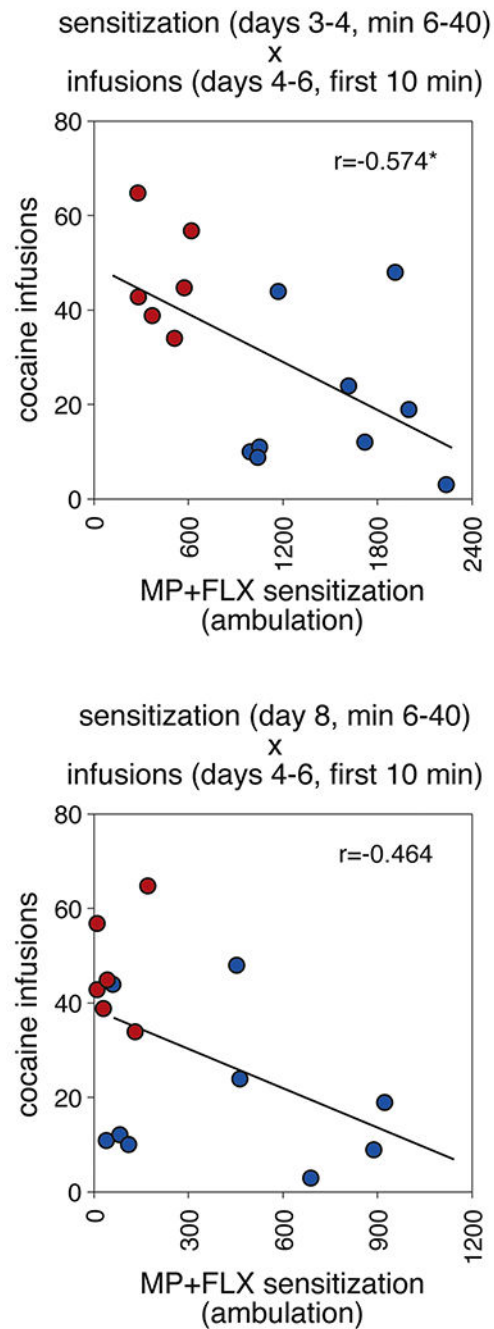 sensitization (days 3-4, min 6-40)
x
infusions (days 4-6, first 10 min)
80
r=-0.574*
60
cocaine infusions
40
20
0
0
600
1200
1800
2400
MP+FLX sensitization
(ambulation)
sensitization (day 8, min 6-40)
x
infusions (days 4-6, first 10 min)
80
r=-0.464
60
cocaine infusions
40
20
0
0
300
600
900
1200
MP+FLX sensitization
(ambulation)